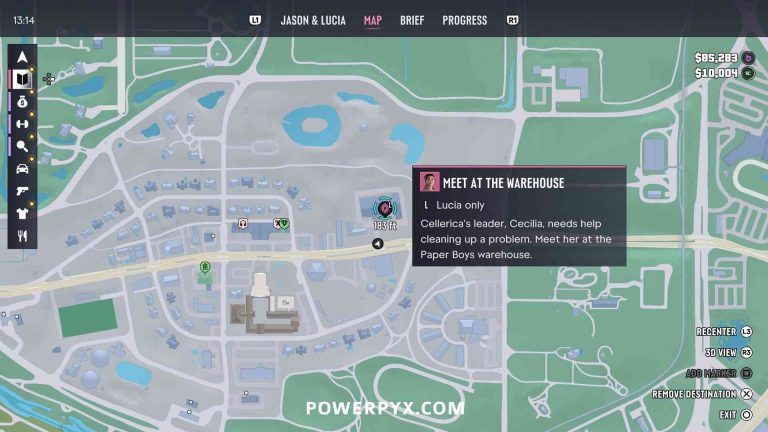 13:14
L1 JASON & LUCIA MAP BRIEF PROGRESS R1
$85,283
$10,004
MEET AT THE WAREHOUSE
L Lucia only
Cellerica's leader, Cecilia, needs help
cleaning up a problem. Meet her at the
Paper Boys warehouse.
183 ft
RECENTER L3
3D VIEW R3
ADD MARKER
REMOVE DESTINATION
EXIT
POWERPYX.COM